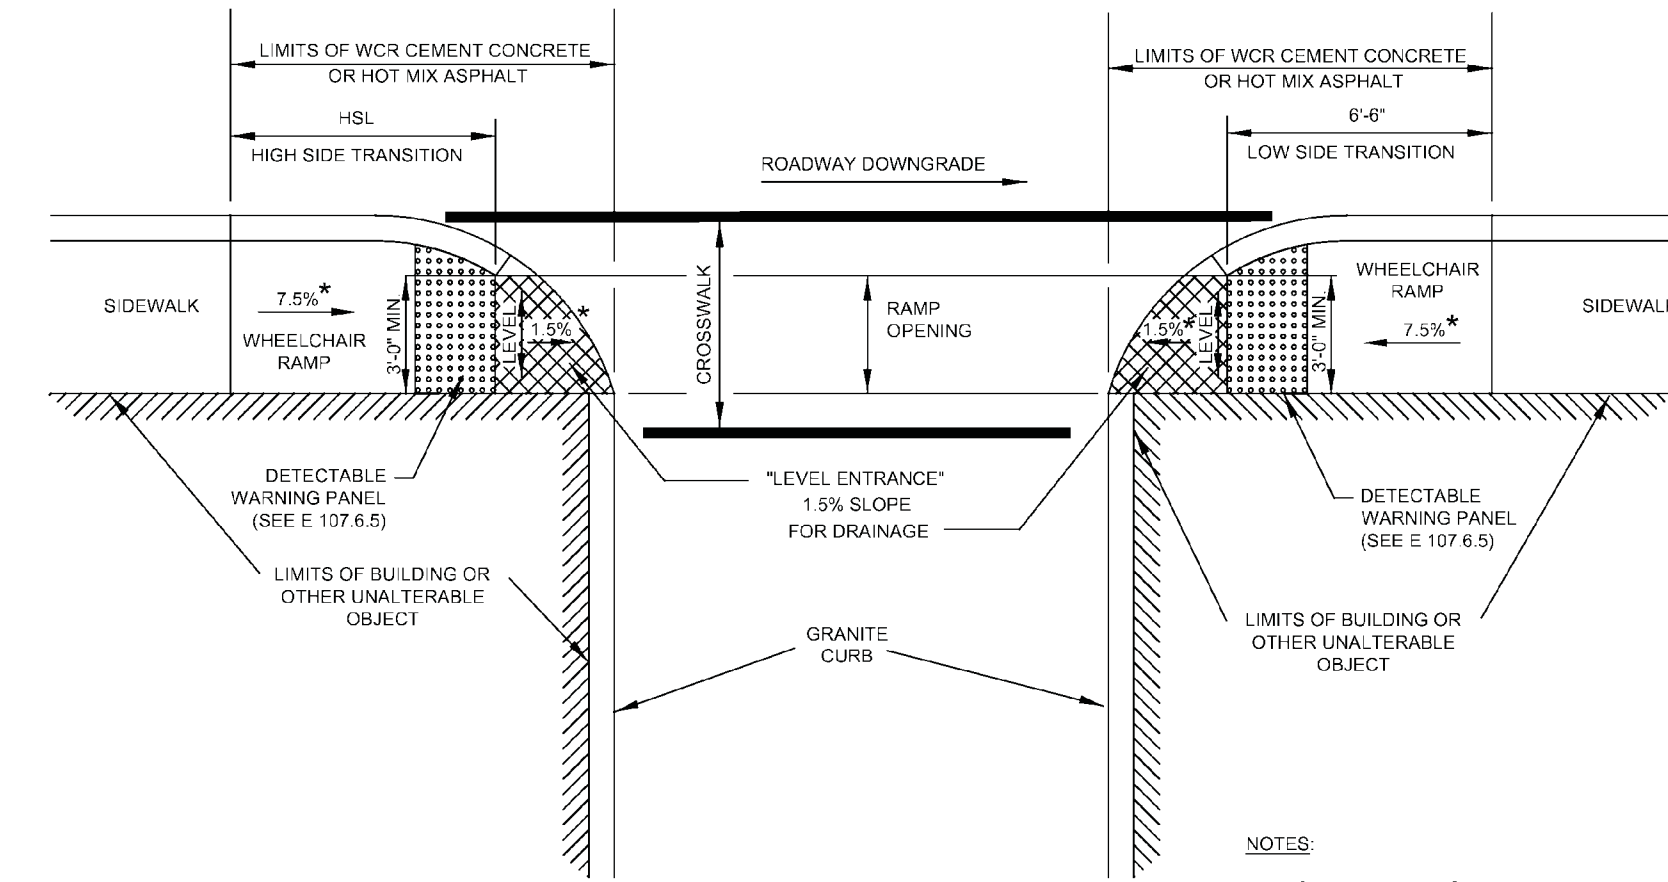 LIMITS OF WCR CEMENT CONCRETE
OR HOT MIX ASPHALT
LIMITS OF WCR CEMENT CONCRETE
OR HOT MIX ASPHALT
HSL
HIGH SIDE TRANSITION
6'-6"
LOW SIDE TRANSITION
ROADWAY DOWNGRADE
SIDEWALK
7.5%*
WHEELCHAIR
RAMP
3'-0" MIN.
LEVEL
1.5%
*
CROSSWALK
RAMP
OPENING
1.5%*
LEVEL
3'-0" MIN.
WHEELCHAIR
RAMP
7.5%*
SIDEWALK
DETECTABLE
WARNING PANEL
(SEE E 107.6.5)
"LEVEL ENTRANCE"
1.5% SLOPE
FOR DRAINAGE
DETECTABLE
WARNING PANEL
(SEE E 107.6.5)
LIMITS OF BUILDING OR
OTHER UNALTERABLE
OBJECT
GRANITE
CURB
LIMITS OF BUILDING OR
OTHER UNALTERABLE
OBJECT
NOTES: